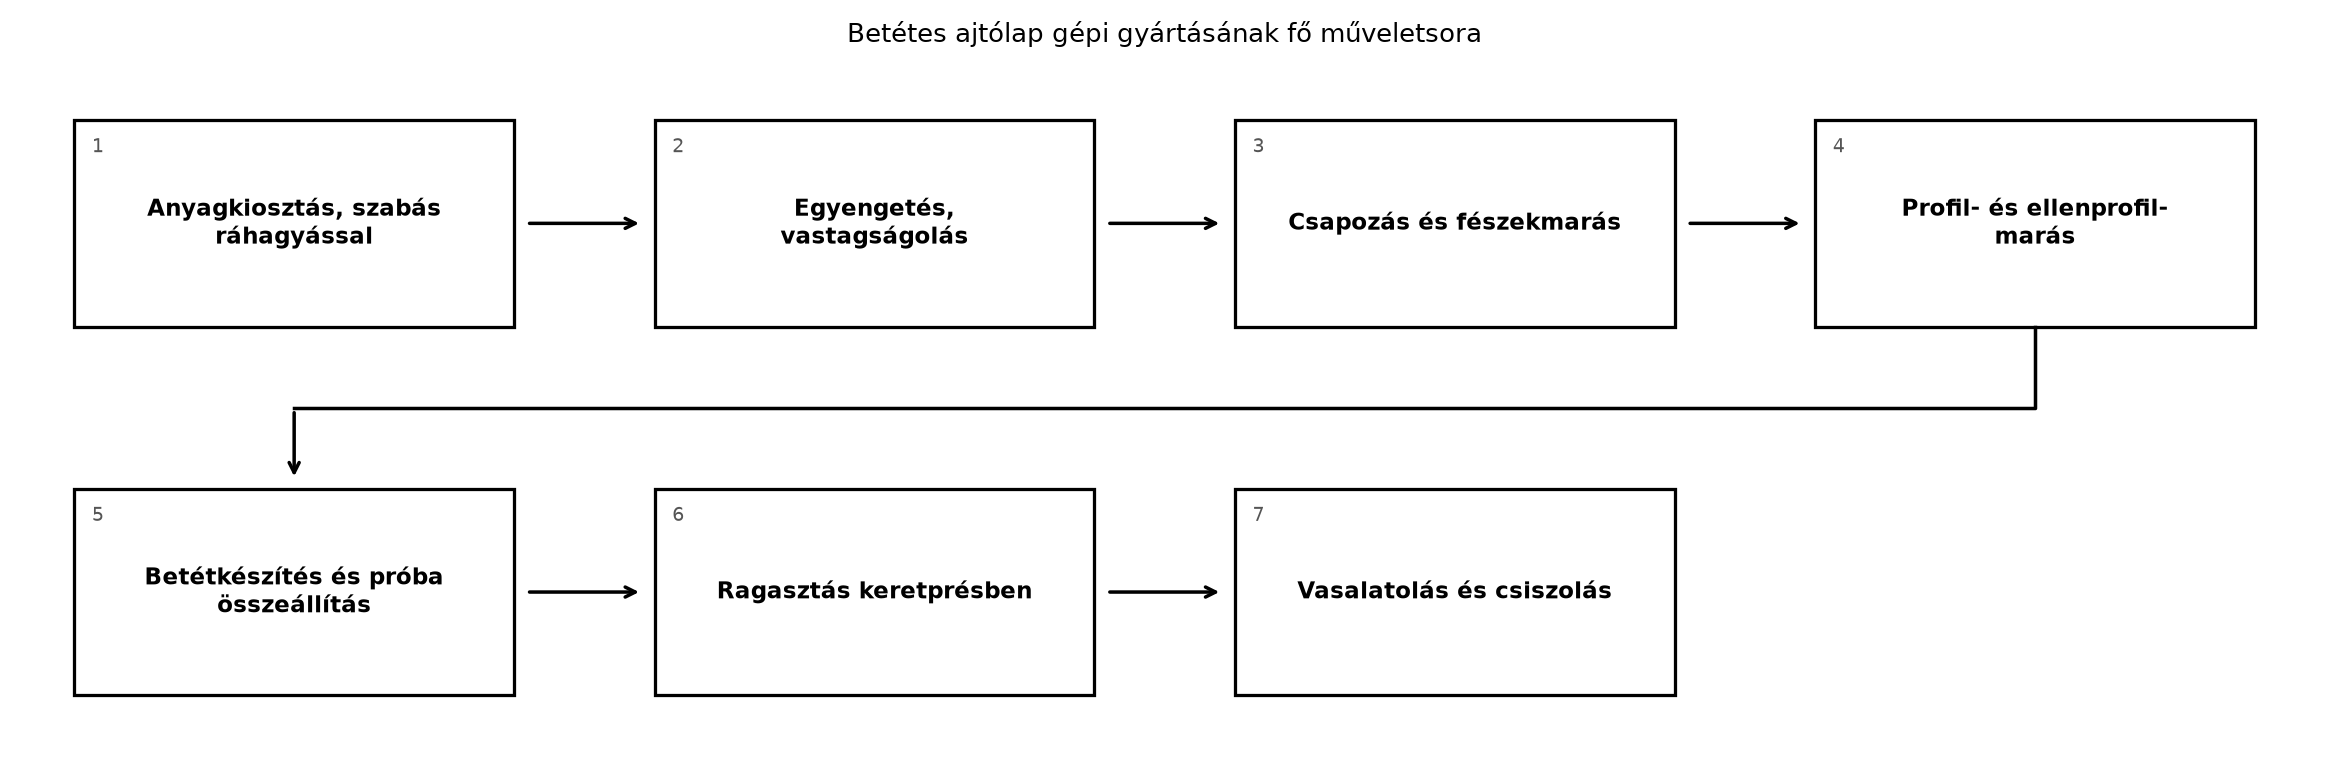 Betétes ajtólap gépi gyártásának fő műveletsora
1
Anyagkiosztás, szabás
ráhagyással
2
Egyengetés,
vastagságolás
3
Csapozás és fészekmarás
4
Profil- és ellenprofil-
marás
5
Betétkészítés és próba
összeállítás
6
Ragasztás keretprésben
7
Vasalatolás és csiszolás